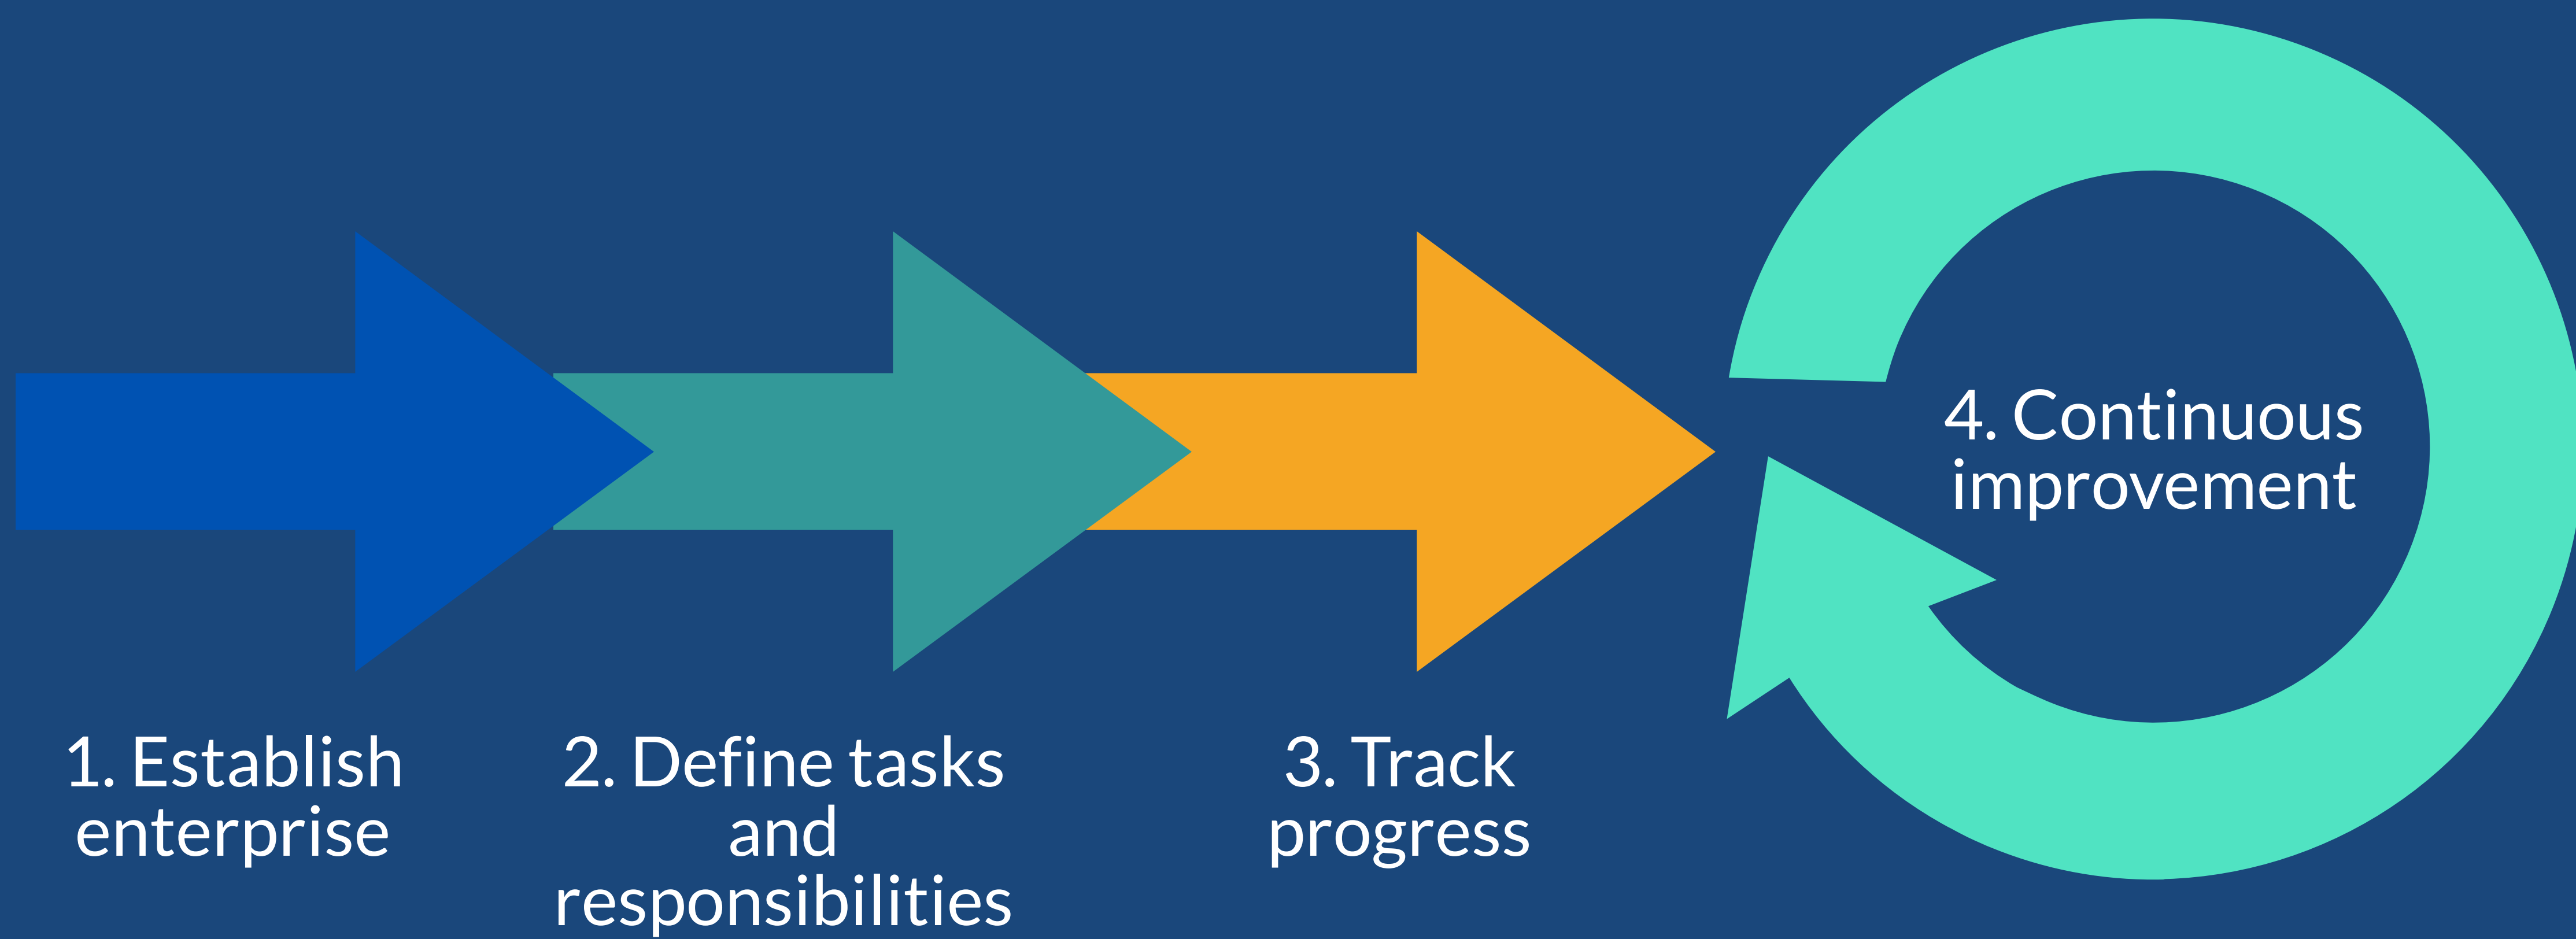 1. Establish
enterprise
2. Define tasks
and
responsibilities
3. Track
progress
4. Continuous
improvement